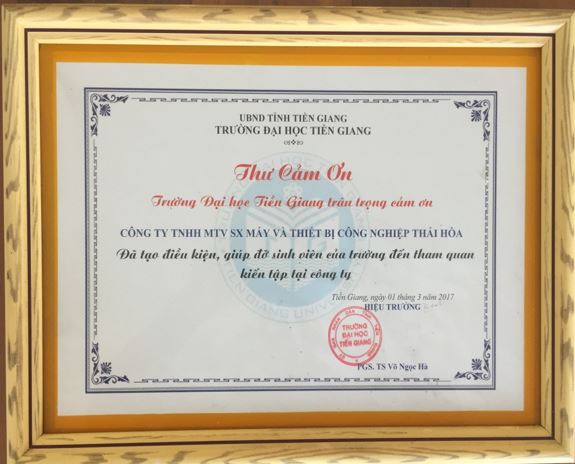 UBND TỈNH TIỀN GIANG
TRƯỜNG ĐẠI HỌC TIỀN GIANG
Thư Cảm Ơn
Trường Đại học Tiền Giang trân trọng cảm ơn
CÔNG TY TNHH MTV SX MÁY VÀ THIẾT BỊ CÔNG NGHIỆP THÁI HÒA
Đã tạo điều kiện, giúp đỡ sinh viên của trường đến tham quan
kiến tập tại công ty
Tiền Giang, ngày 01 tháng 3 năm 2017
HIỆU TRƯỞNG
TRƯỜNG
ĐẠI HỌC
TIỀN GIANG
PGS. TS Võ Ngọc Hà
TIEN GIANG UNIVERSITY